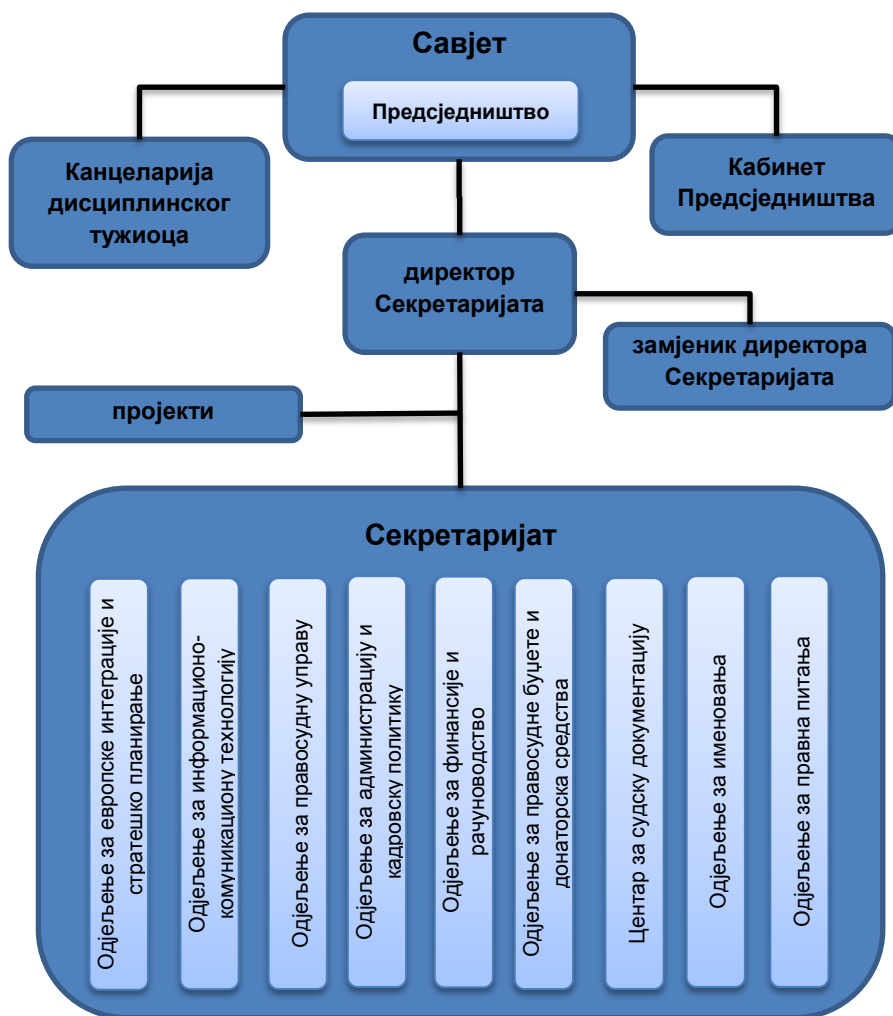 Савјет
Предсједништво
Канцеларија
дисциплинског
тужиоца
Кабинет
Предсједништва
директор
Секретаријата
замјеник директора
Секретаријата
пројекти
Секретаријат
Одјељење за европске интеграције и
стратешко планирање
Одјељење за информационо-
комуникациону технологију
Одјељење за правосудну управу
Одјељење за администрацију и
кадровску политику
Одјељење за финансије и
рачуноводство
Одјељење за правосудне буџете и
донаторска средства
Центар за судску документацију
Одјељење за именовања
Одјељење за правна питања